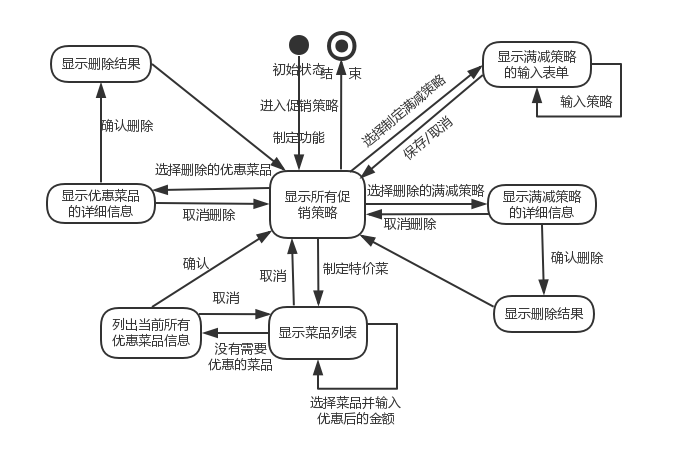 显示删除结果
初始状态
结 束
显示满减策略
的输入表单
输入策略
进入促销策略
选择制定满减策略
保存/取消
确认删除
制定功能
选择删除的优惠菜品
显示优惠菜品
的详细信息
取消删除
显示所有促
销策略
选择删除的满减策略
取消删除
显示满减策略
的详细信息
确认删除
确认
取消
制定特价菜
取消
显示删除结果
列出当前所有
优惠菜品信息
显示菜品列表
没有需要
优惠的菜品
选择菜品并输入
优惠后的金额